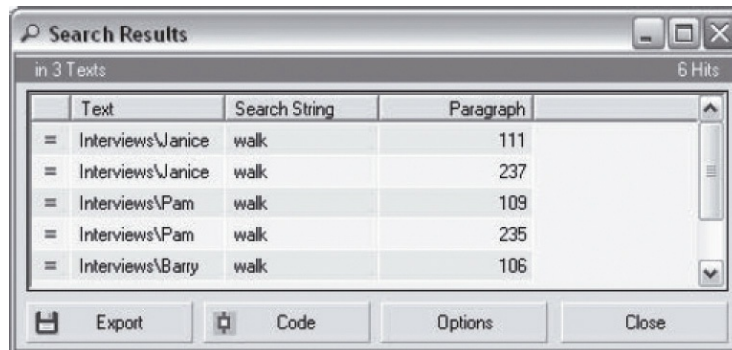 Search Results
in 3 Texts 6 Hits
Text Search String Paragraph
= Interviews\Janice walk 111
= Interviews\Janice walk 237
= Interviews\Pam walk 109
= Interviews\Pam walk 235
= Interviews\Barry walk 106
Export Code Options Close